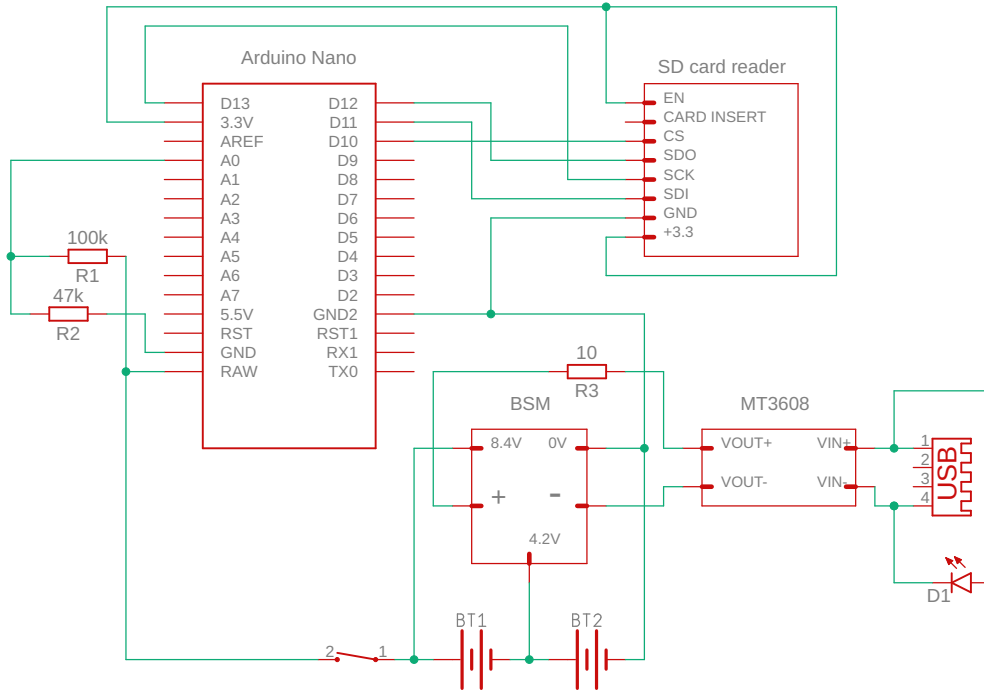 Arduino Nano
D13
3.3V
AREF
A0
A1
A2
A3
A4
A5
A6
A7
5.5V
RST
GND
RAW
D12
D11
D10
D9
D8
D7
D6
D5
D4
D3
D2
GND2
RST1
RX1
TX0
SD card reader
EN
CARD INSERT
CS
SDO
SCK
SDI
GND
+3.3
100k
R1
47k
R2
10
R3
BSM
8.4V
0V
+
-
4.2V
MT3608
VOUT+
VOUT-
VIN+
VIN-
1
2
3
4
USB
D1
BT1
BT2
2
1